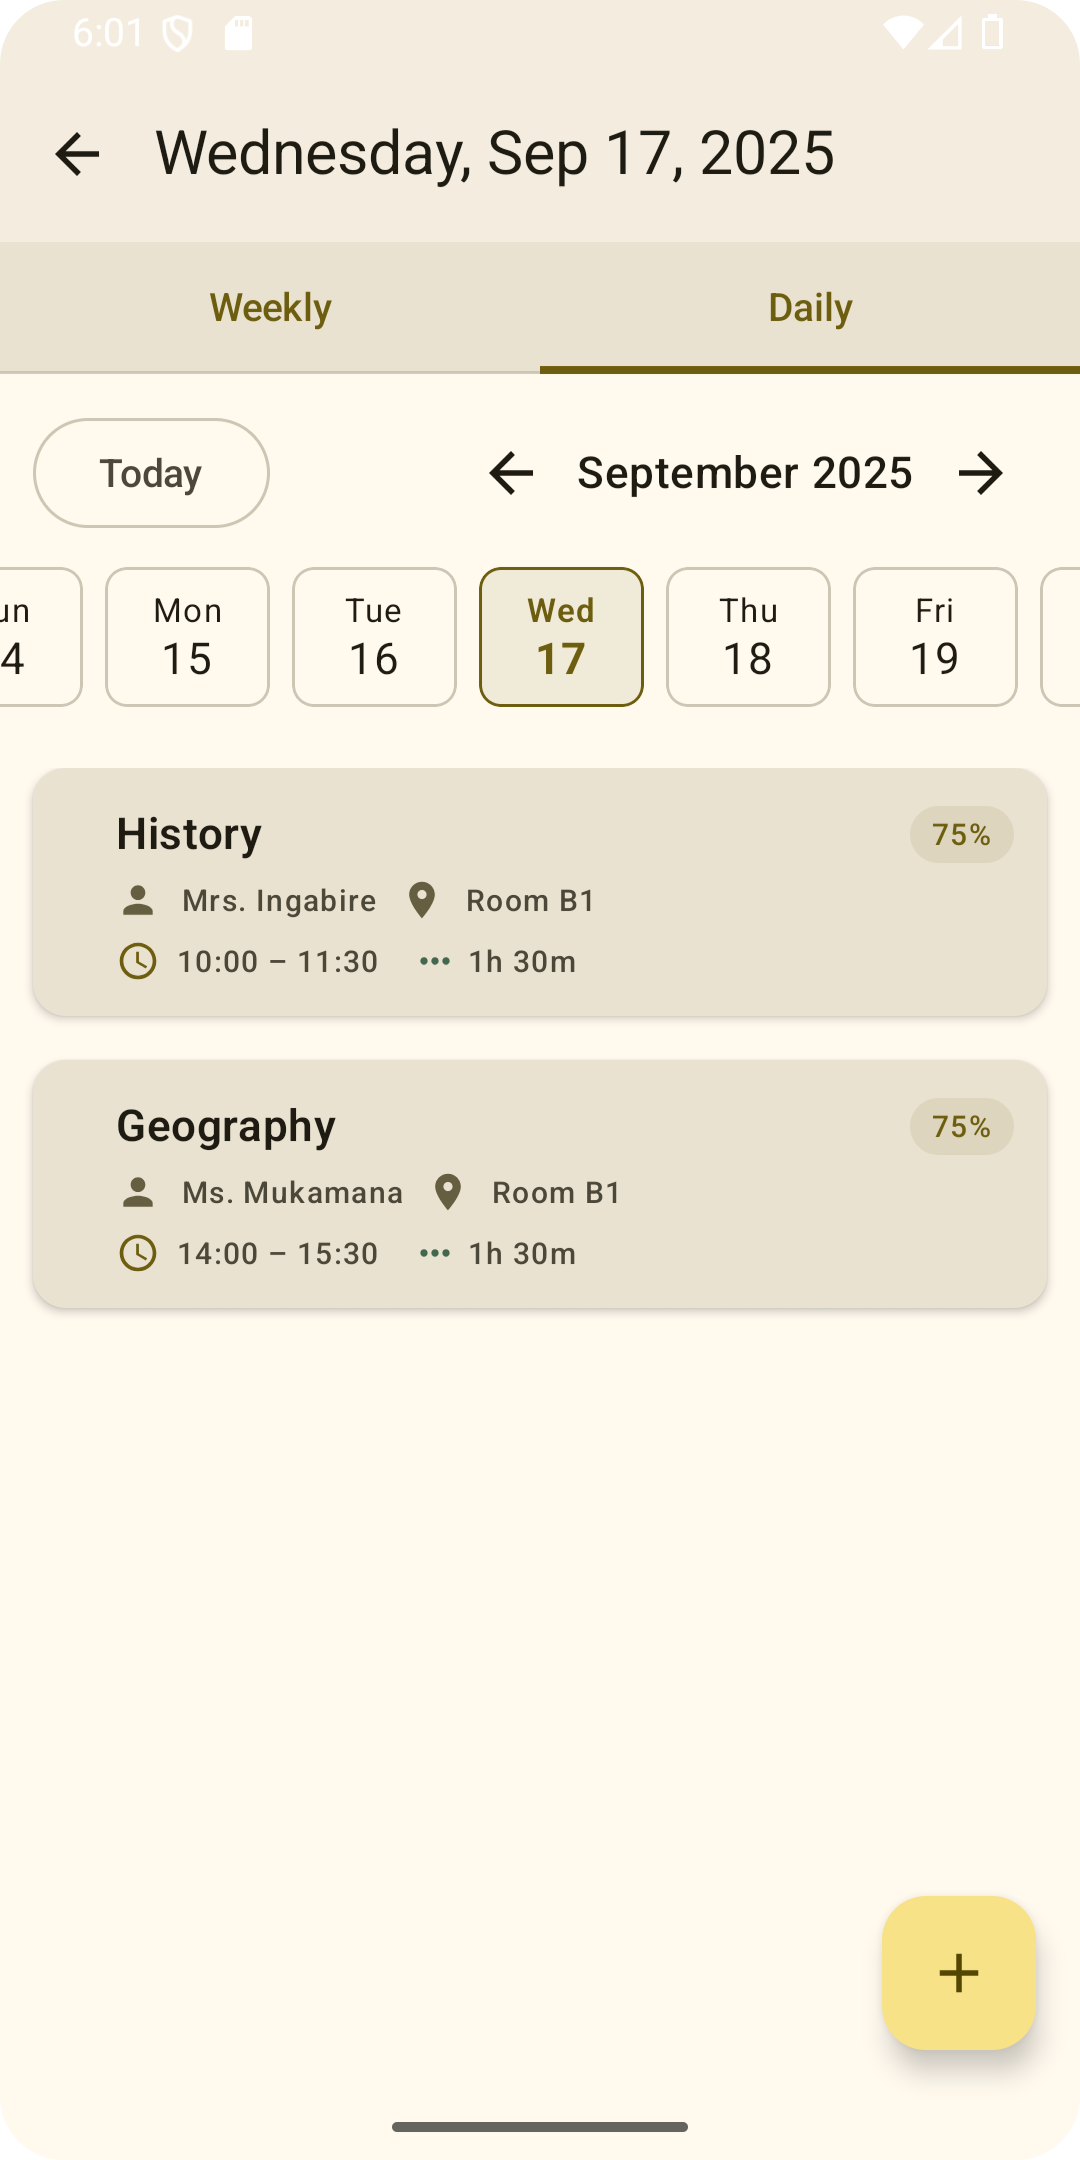 6:01
Wednesday, Sep 17, 2025
Weekly Daily
Today September 2025
un Mon Tue Wed Thu Fri
4 15 16 17 18 19
History 75%
Mrs. Ingabire Room B1
10:00 – 11:30 1h 30m
Geography 75%
Ms. Mukamana Room B1
14:00 – 15:30 1h 30m